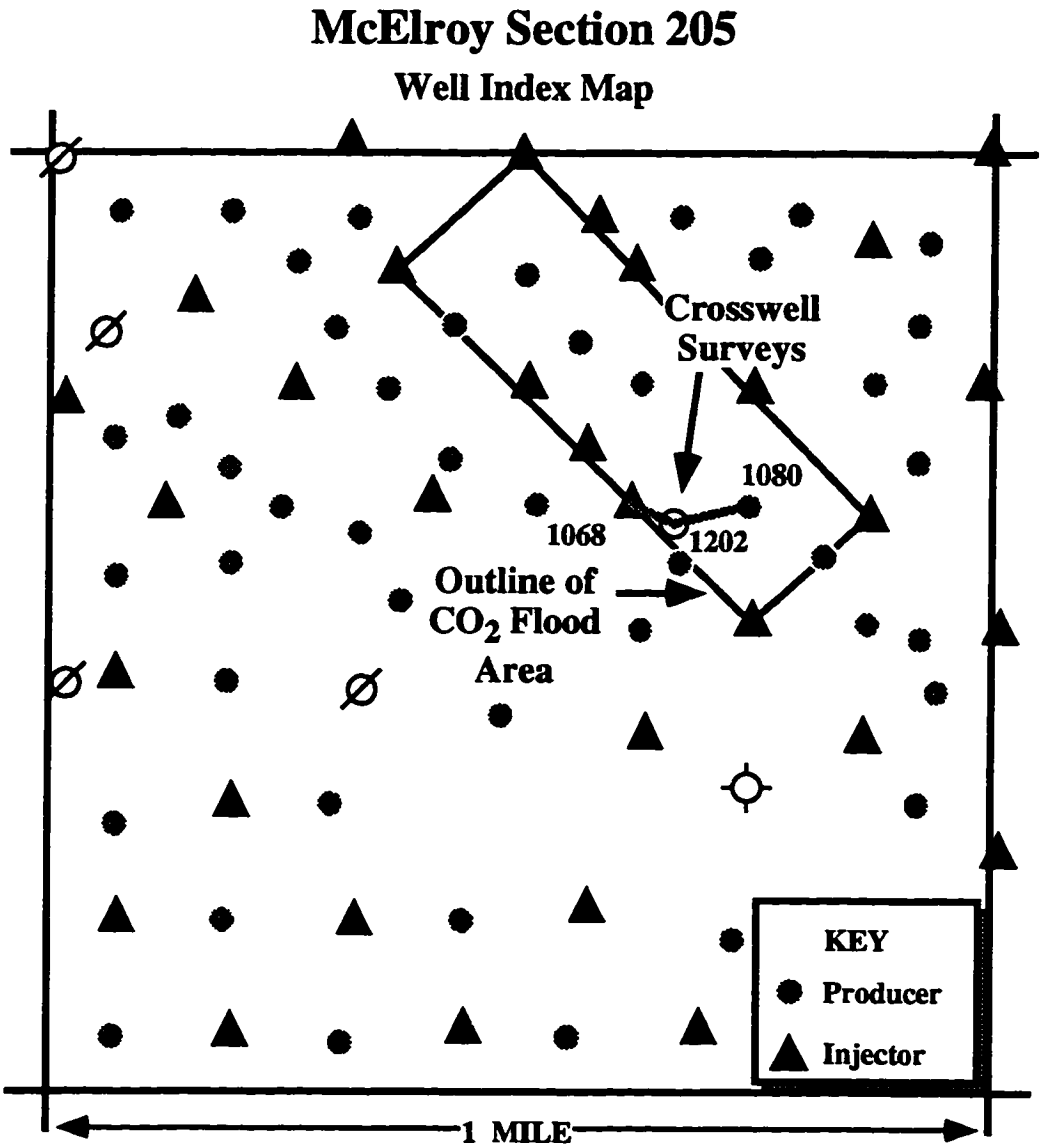 McElroy Section 205
Well Index Map
Crosswell
Surveys
1080
1068
1202
Outline of
CO2 Flood
Area
KEY
Producer
Injector
1 MILE